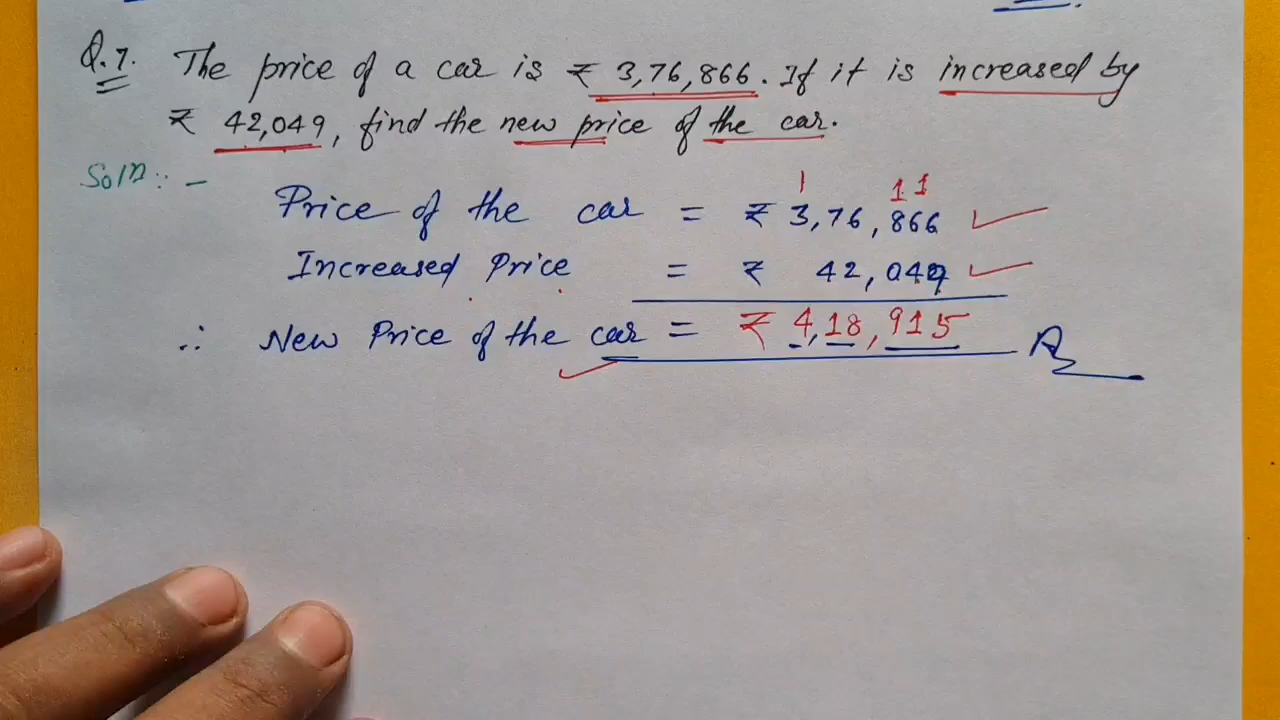 Q.7. The price of a car is ₹ 3,76,866. If it is increased by
₹ 42,049, find the new price of the car.
Soln:-
1 1 1
Price of the car = ₹ 3,76,866
Increased Price = ₹ 42,049
∴ New Price of the car = ₹ 4,18,915